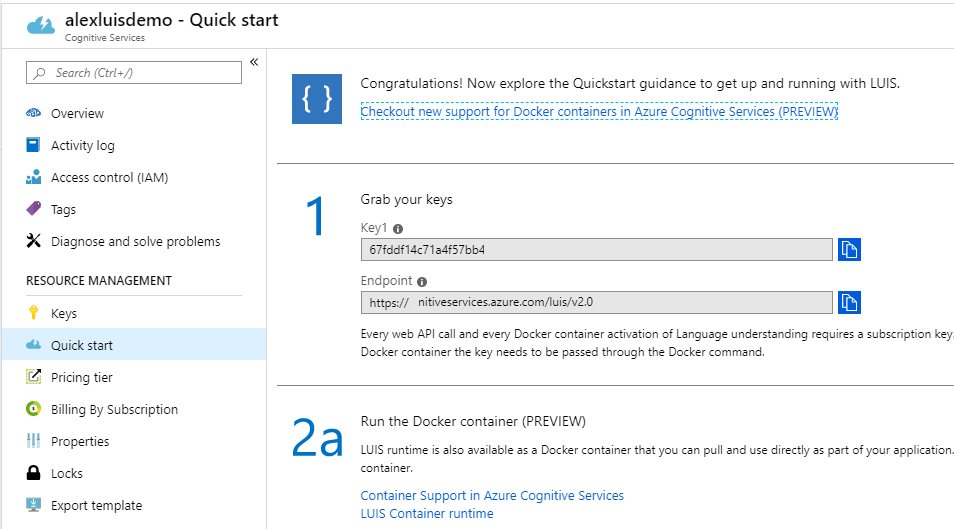 alexluisdemo - Quick start
Cognitive Services
Search (Ctrl+/)
«
Overview
Activity log
Access control (IAM)
Tags
Diagnose and solve problems
RESOURCE MANAGEMENT
Keys
Quick start
Pricing tier
Billing By Subscription
Properties
Locks
Export template
{ }
Congratulations! Now explore the Quickstart guidance to get up and running with LUIS.
Checkout new support for Docker containers in Azure Cognitive Services (PREVIEW)
1
Grab your keys
Key1
67fddf14c71a4f57bb4
Endpoint
https:// nitiveservices.azure.com/luis/v2.0
Every web API call and every Docker container activation of Language understanding requires a subscription key.
Docker container the key needs to be passed through the Docker command.
2a
Run the Docker container (PREVIEW)
LUIS runtime is also available as a Docker container that you can pull and use directly as part of your application.
container.
Container Support in Azure Cognitive Services
LUIS Container runtime